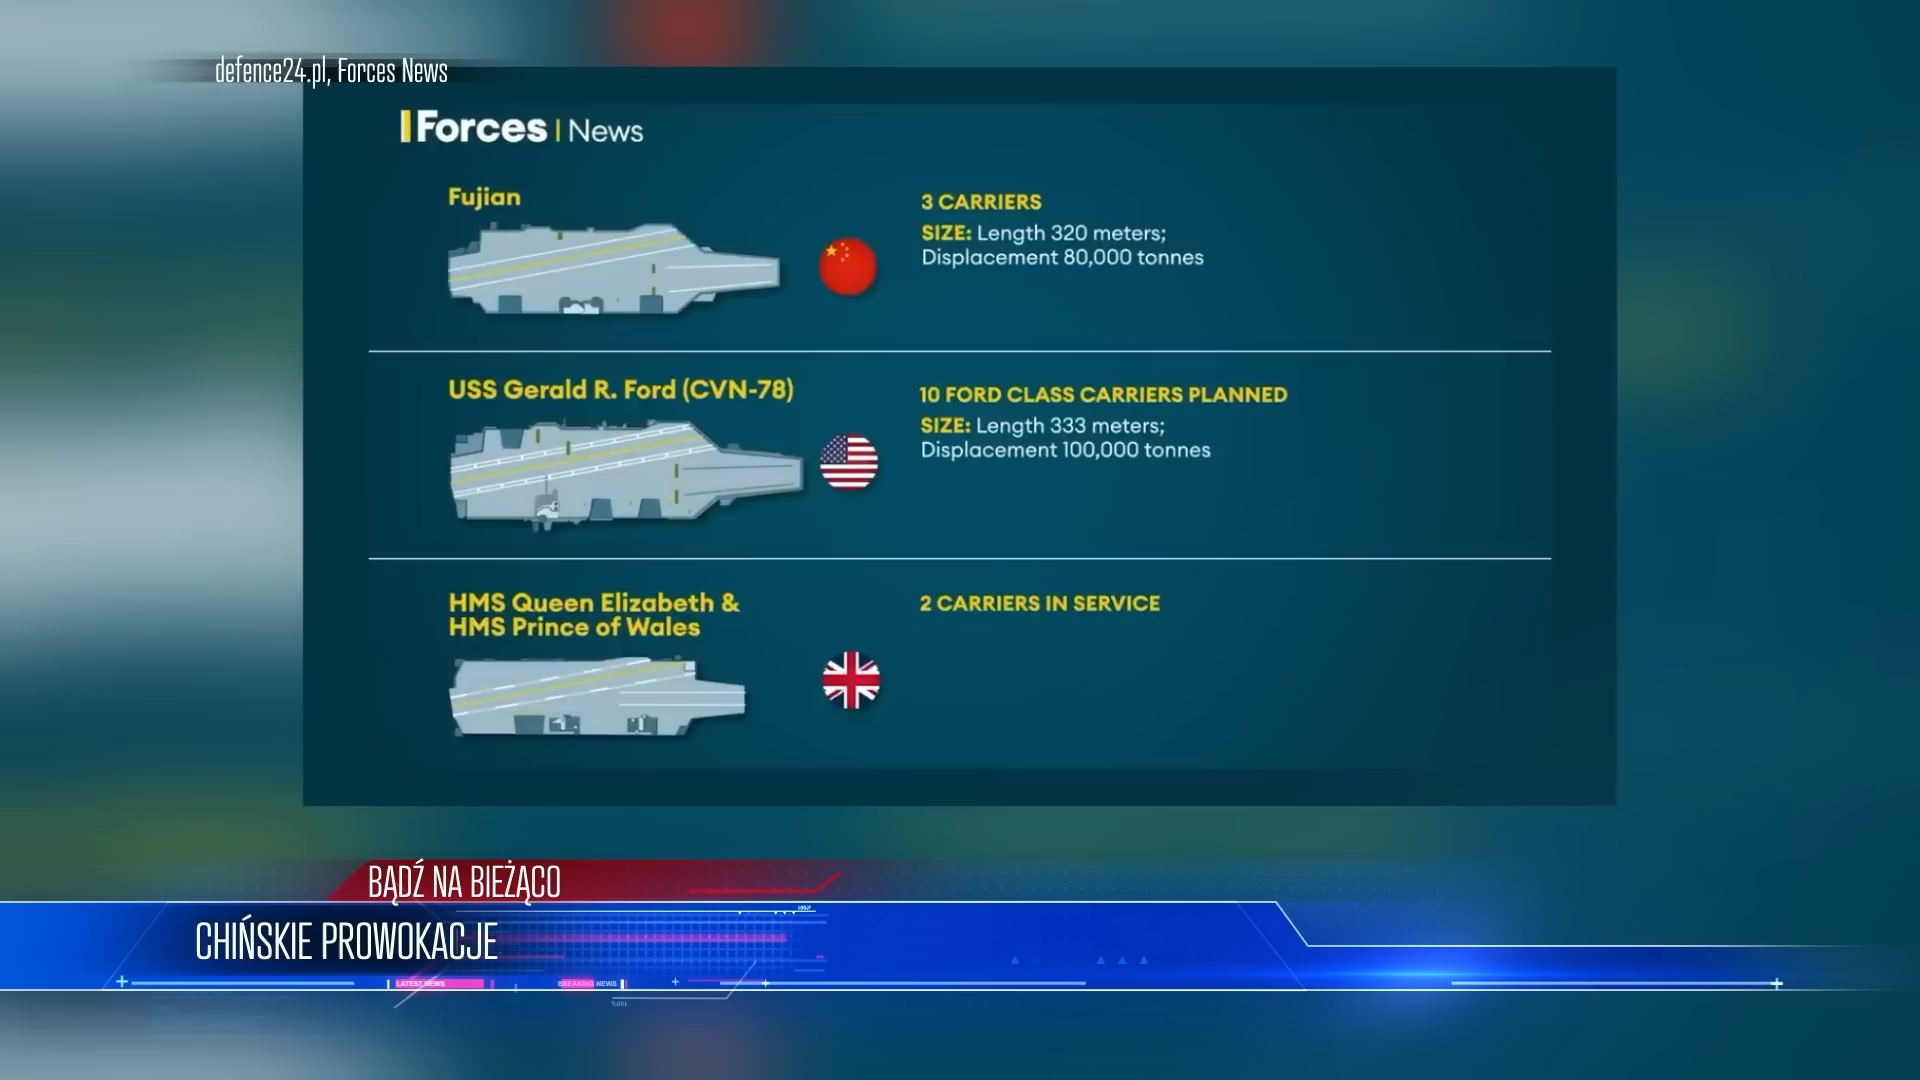 defence24.pl, Forces News
Forces | News
Fujian
3 CARRIERS
SIZE: Length 320 meters;
Displacement 80,000 tonnes
USS Gerald R. Ford (CVN-78)
10 FORD CLASS CARRIERS PLANNED
SIZE: Length 333 meters;
Displacement 100,000 tonnes
HMS Queen Elizabeth &
HMS Prince of Wales
2 CARRIERS IN SERVICE
BĄDŹ NA BIEŻĄCO
CHIŃSKIE PROWOKACJE
LATEST NEWS
BREAKING NEWS